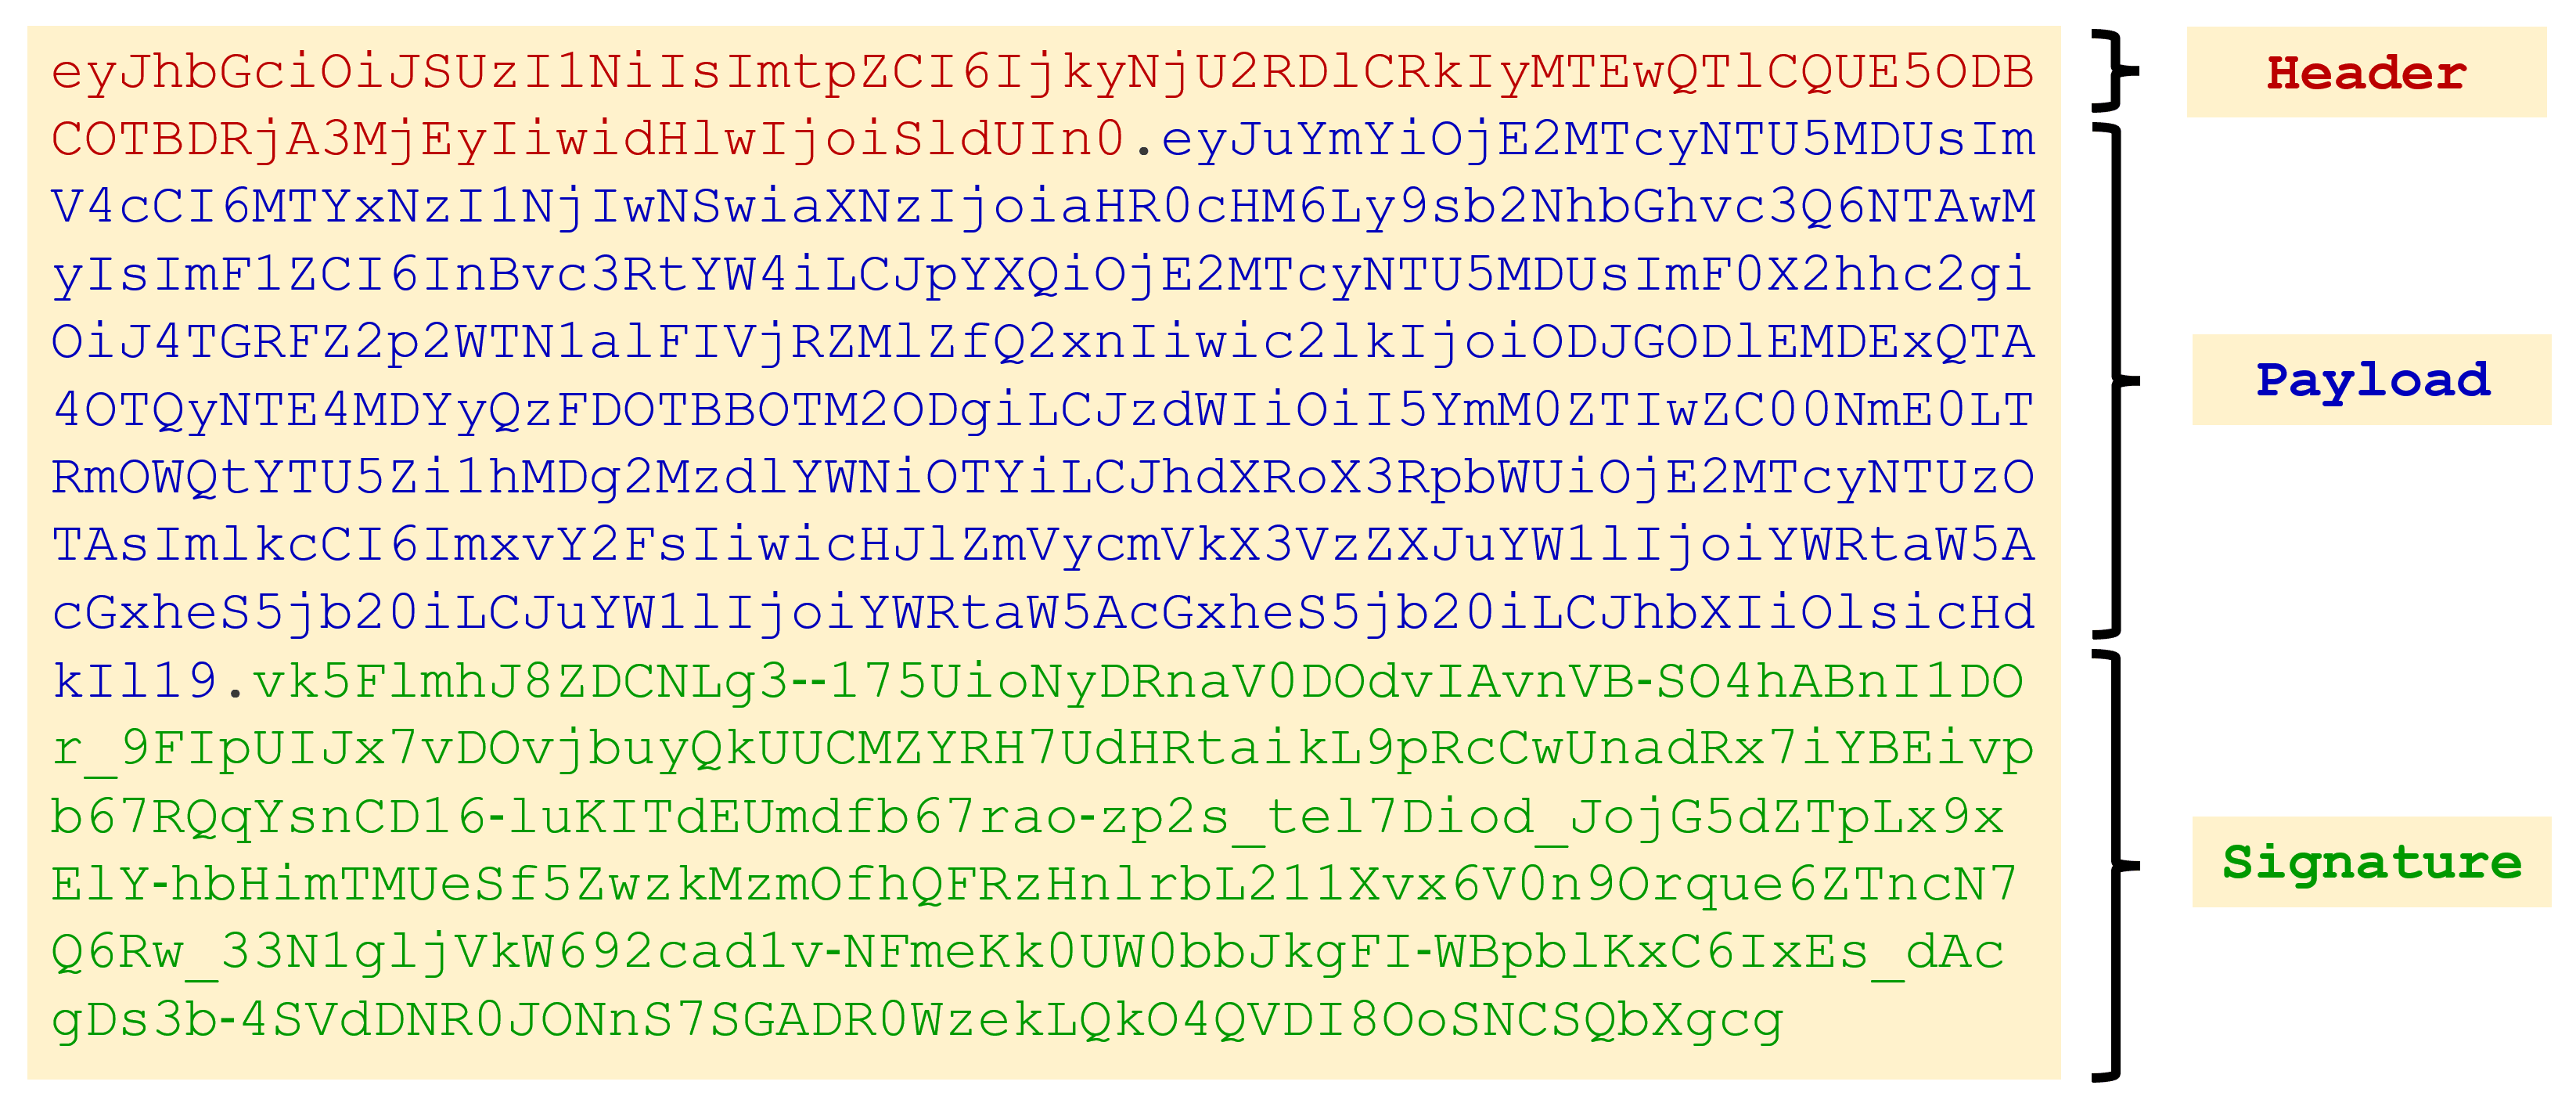 eyJhbGciOiJSUzI1NiIsImtpZCI6IjkyNjU2RDlCRkIyMTEwQTlCQUE5ODB
COTBDRjA3MjEyIiwidHlwIjoiSldUIn0.eyJuYmYiOjE2MTcyNTU5MDUsIm
V4cCI6MTYxNzI1NjIwNSwiaXNzIjoiaHR0cHM6Ly9sb2NhbGhvc3Q6NTAwM
yIsImF1ZCI6InBvc3RtYW4iLCJpYXQiOjE2MTcyNTU5MDUsImF0X2hhc2gi
OiJ4TGRFZ2p2WTN1alFIVjRZMlZfQ2xnIiwic2lkIjoiODJGODlEMDExQTA
4OTQyNTE4MDYyQzFDOTBBOTM2ODgiLCJzdWIiOiI5YmM0ZTIwZC00NmE0LT
RmOWQtYTU5Zi1hMDg2MzdlYWNiOTYiLCJhdXRoX3RpbWUiOjE2MTcyNTUzO
TAsImlkcCI6ImxvY2FsIiwicHJlZmVycmVkX3VzZXJuYW1lIjoiYWRtaW5A
cGxheS5jb20iLCJuYW1lIjoiYWRtaW5AcGxheS5jb20iLCJhbXIiOlsicHd
kIl19.vk5FlmhJ8ZDCNLg3--175UioNyDRnaV0DOdvIAvnVB-SO4hABnI1DO
r_9FIpUIJx7vDOvjbuyQkUUCMZYRH7UdHRtaikL9pRcCwUnadRx7iYBEivp
b67RQqYsnCD16-luKITdEUmdfb67rao-zp2s_tel7Diod_JojG5dZTpLx9x
ElY-hbHimTMUeSf5ZwzkMzmOfhQFRzHnlrbL211Xvx6V0n9Orque6ZTncN7
Q6Rw_33N1gljVkW692cad1v-NFmeKk0UW0bbJkgFI-WBpblKxC6IxEs_dAc
gDs3b-4SVdDNR0JONnS7SGADR0WzekLQkO4QVDI8OoSNCSQbXgcg
Header
Payload
Signature